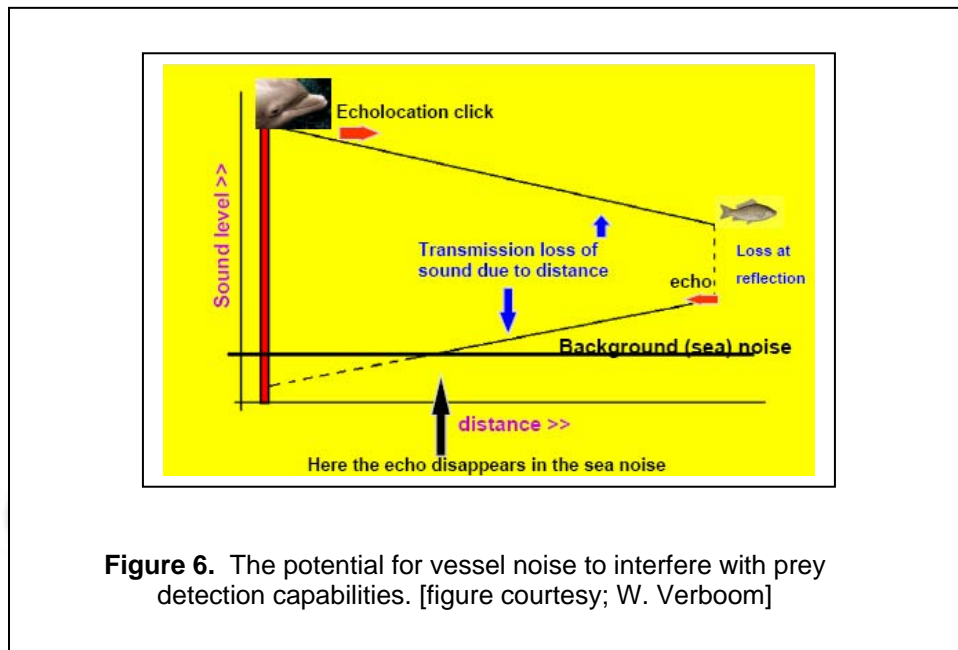 Echolocation click
Sound level >>
Transmission loss of
sound due to distance
Loss at
reflection
echo
Background (sea) noise
distance >>
Here the echo disappears in the sea noise
Figure 6. The potential for vessel noise to interfere with prey
detection capabilities. [figure courtesy; W. Verboom]